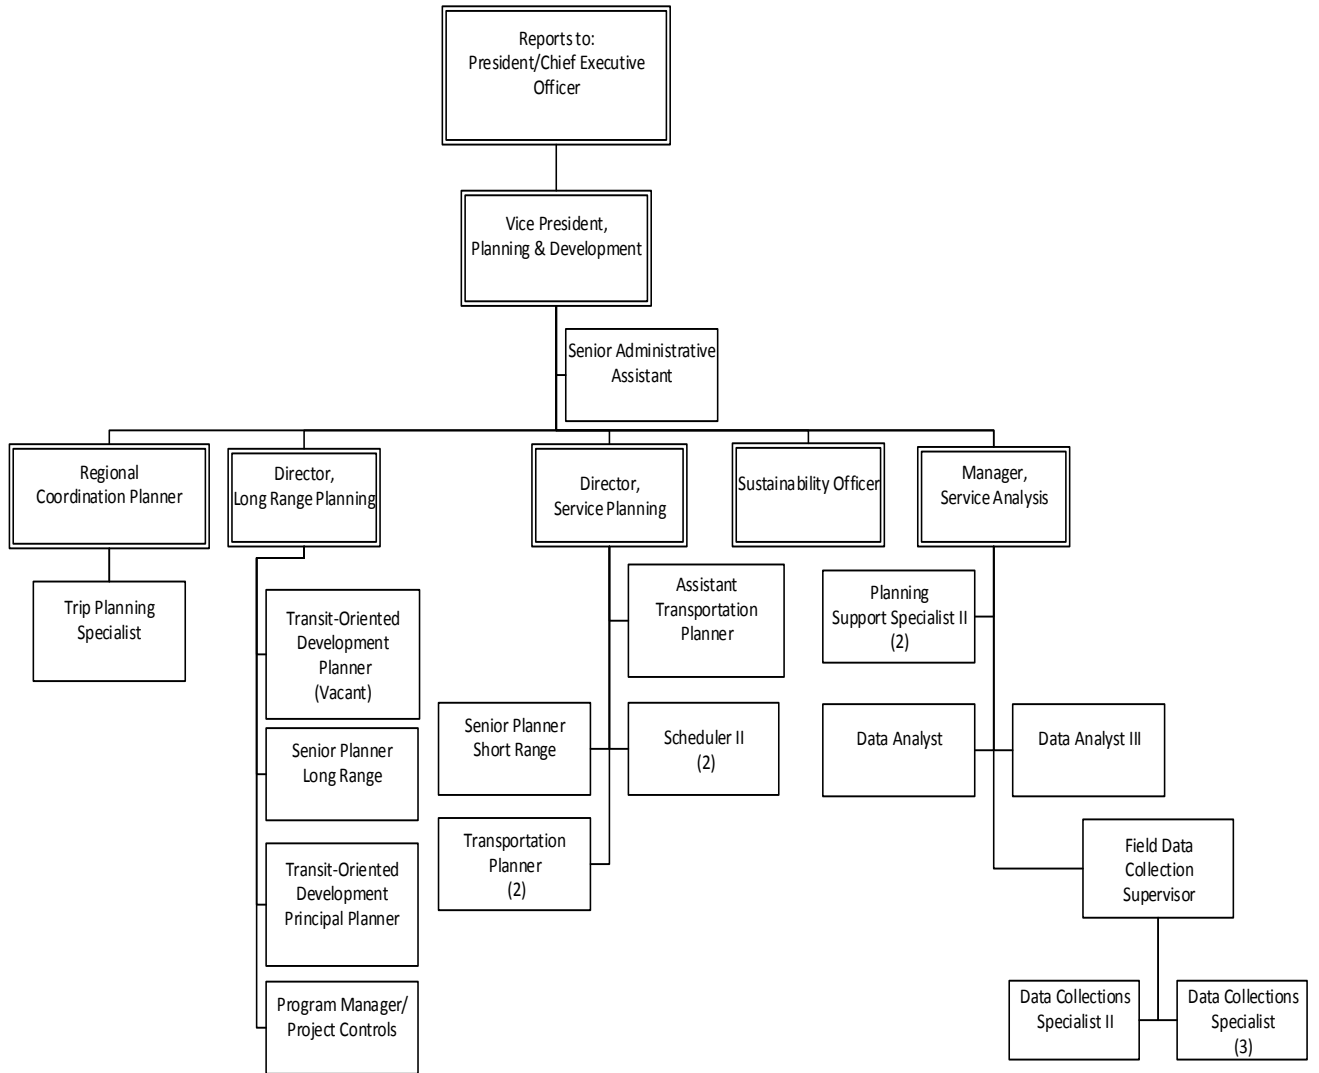 Reports to:
President/Chief Executive
Officer
Vice President,
Planning & Development
Senior Administrative
Assistant
Regional
Coordination Planner
Director,
Long Range Planning
Director,
Service Planning
Sustainability Officer
Manager,
Service Analysis
Trip Planning
Specialist
Transit-Oriented
Development
Planner
(Vacant)
Senior Planner
Long Range
Transit-Oriented
Development
Principal Planner
Program Manager/
Project Controls
Assistant
Transportation
Planner
Senior Planner
Short Range
Scheduler II
(2)
Transportation
Planner
(2)
Planning
Support Specialist II
(2)
Data Analyst
Data Analyst III
Field Data
Collection
Supervisor
Data Collections
Specialist II
Data Collections
Specialist
(3)